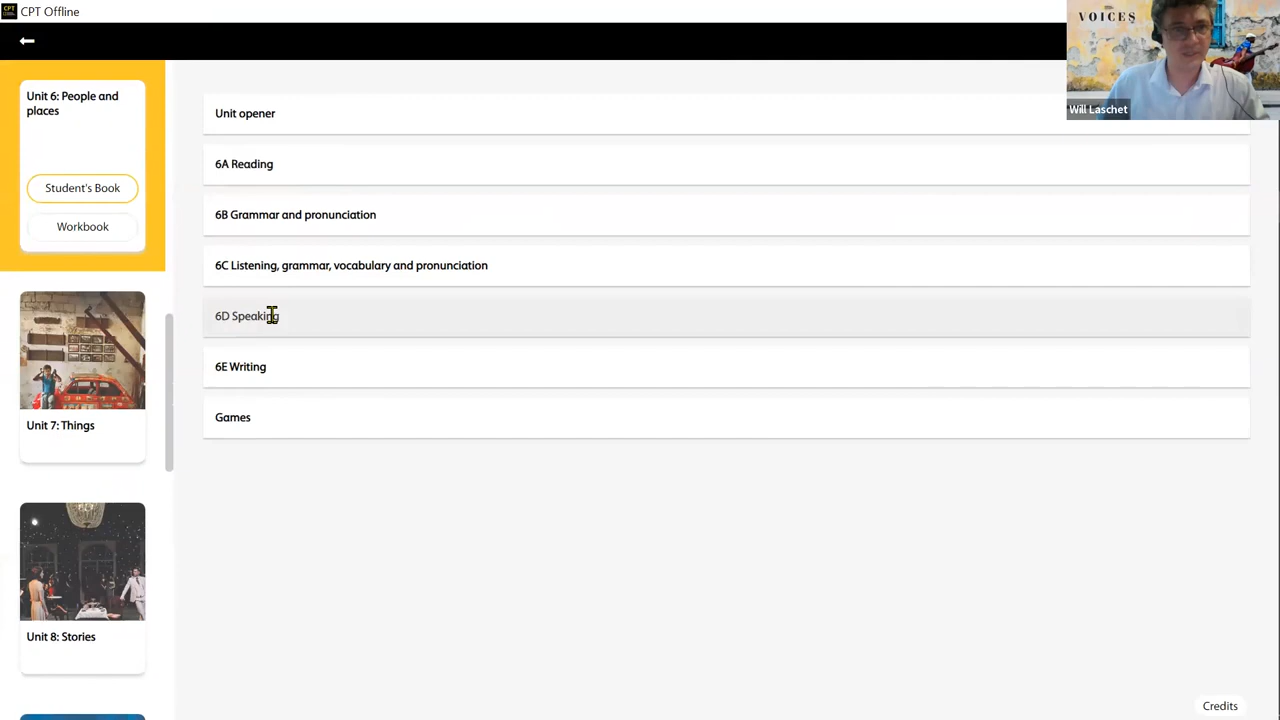 CPT
CPT Offline
VOICES
Will Laschet
Unit 6: People and
places
Student's Book
Workbook
Unit 7: Things
Unit 8: Stories
Unit opener
6A Reading
6B Grammar and pronunciation
6C Listening, grammar, vocabulary and pronunciation
6D Speaking
6E Writing
Games
Credits